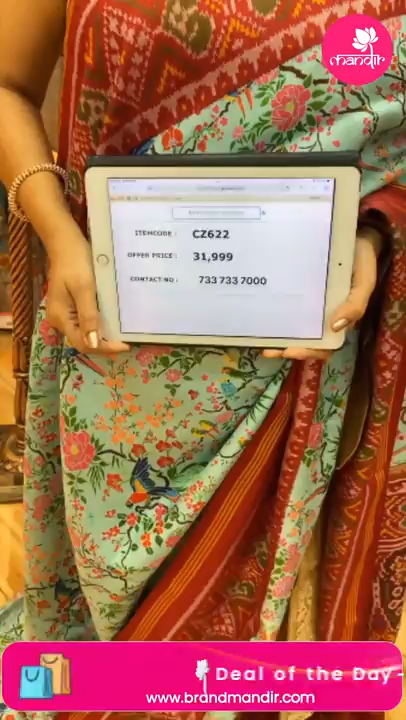 mandir
ITEMCODE : CZ622
OFFER PRICE : 31,999
CONTACT NO : 733 733 7000
Deal of the Day -
www.brandmandir.com